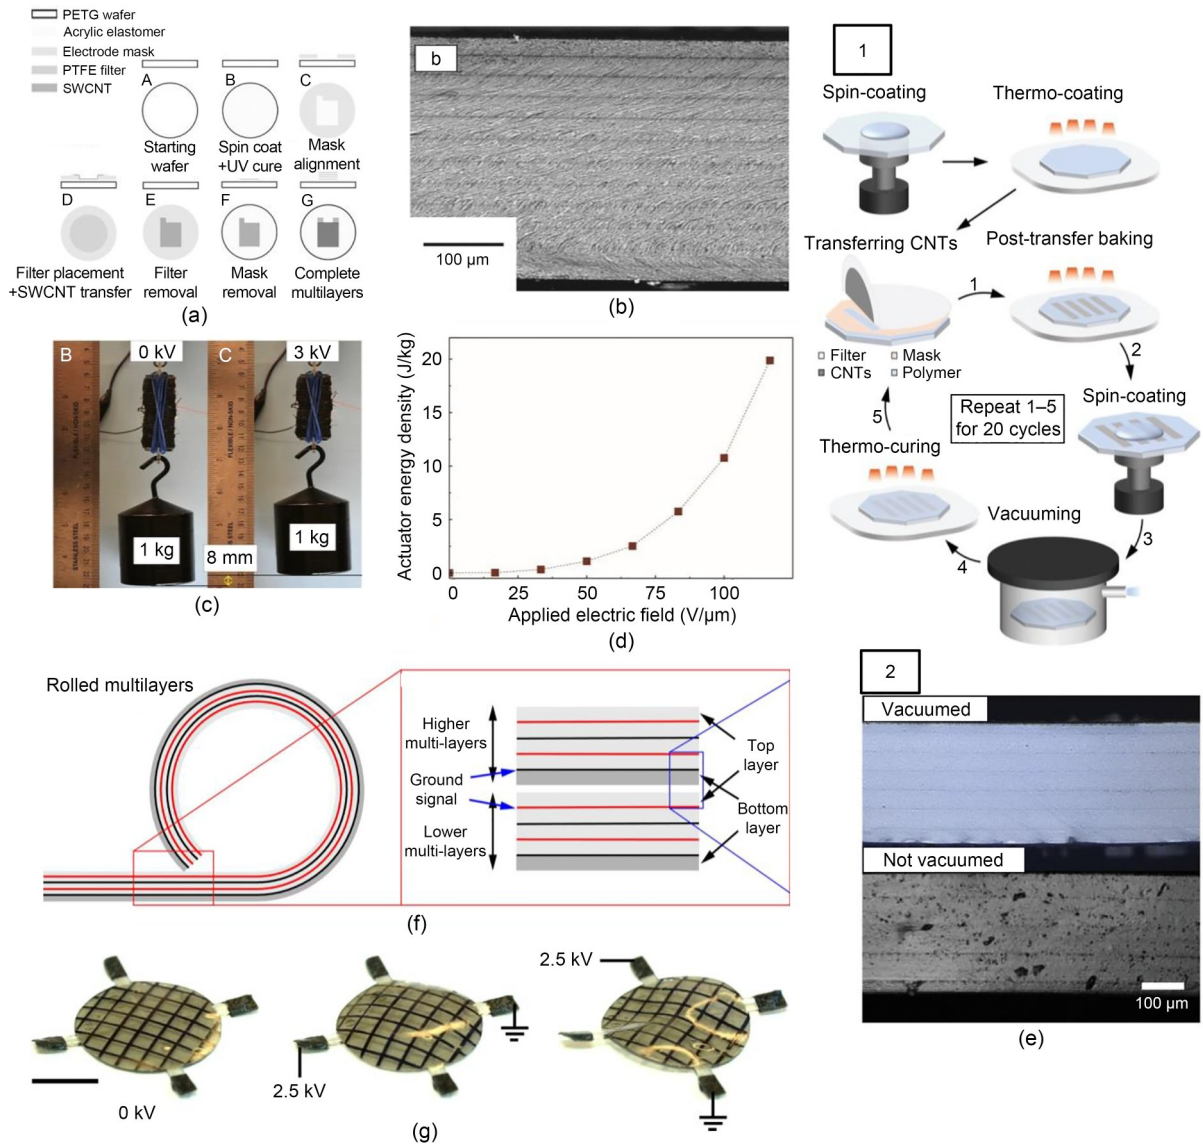 PETG wafer
Acrylic elastomer
Electrode mask
PTFE filter
SWCNT
A
B
C
Starting
wafer
Spin coat
+UV cure
Mask
alignment
D
E
F
G
Filter placement
+SWCNT transfer
Filter
removal
Mask
removal
Complete
multilayers
(a)
b
100 µm
(b)
B
0 kV
C
3 kV
1 kg
8 mm
1 kg
(c)
Actuator energy density (J/kg)
20
15
10
5
0
0
25
50
75
100
Applied electric field (V/µm)
(d)
1
Spin-coating
Thermo-coating
Transferring CNTs
Post-transfer baking
1
Filter
Mask
CNTs
Polymer
2
5
Repeat 1–5
for 20 cycles
Spin-coating
Thermo-curing
Vacuuming
3
4
2
Vacuumed
Not vacuumed
100 µm
(e)
Rolled multilayers
Higher
multi-layers
Ground
signal
Lower
multi-layers
Top
layer
Bottom
layer
(f)
0 kV
2.5 kV
2.5 kV
(g)